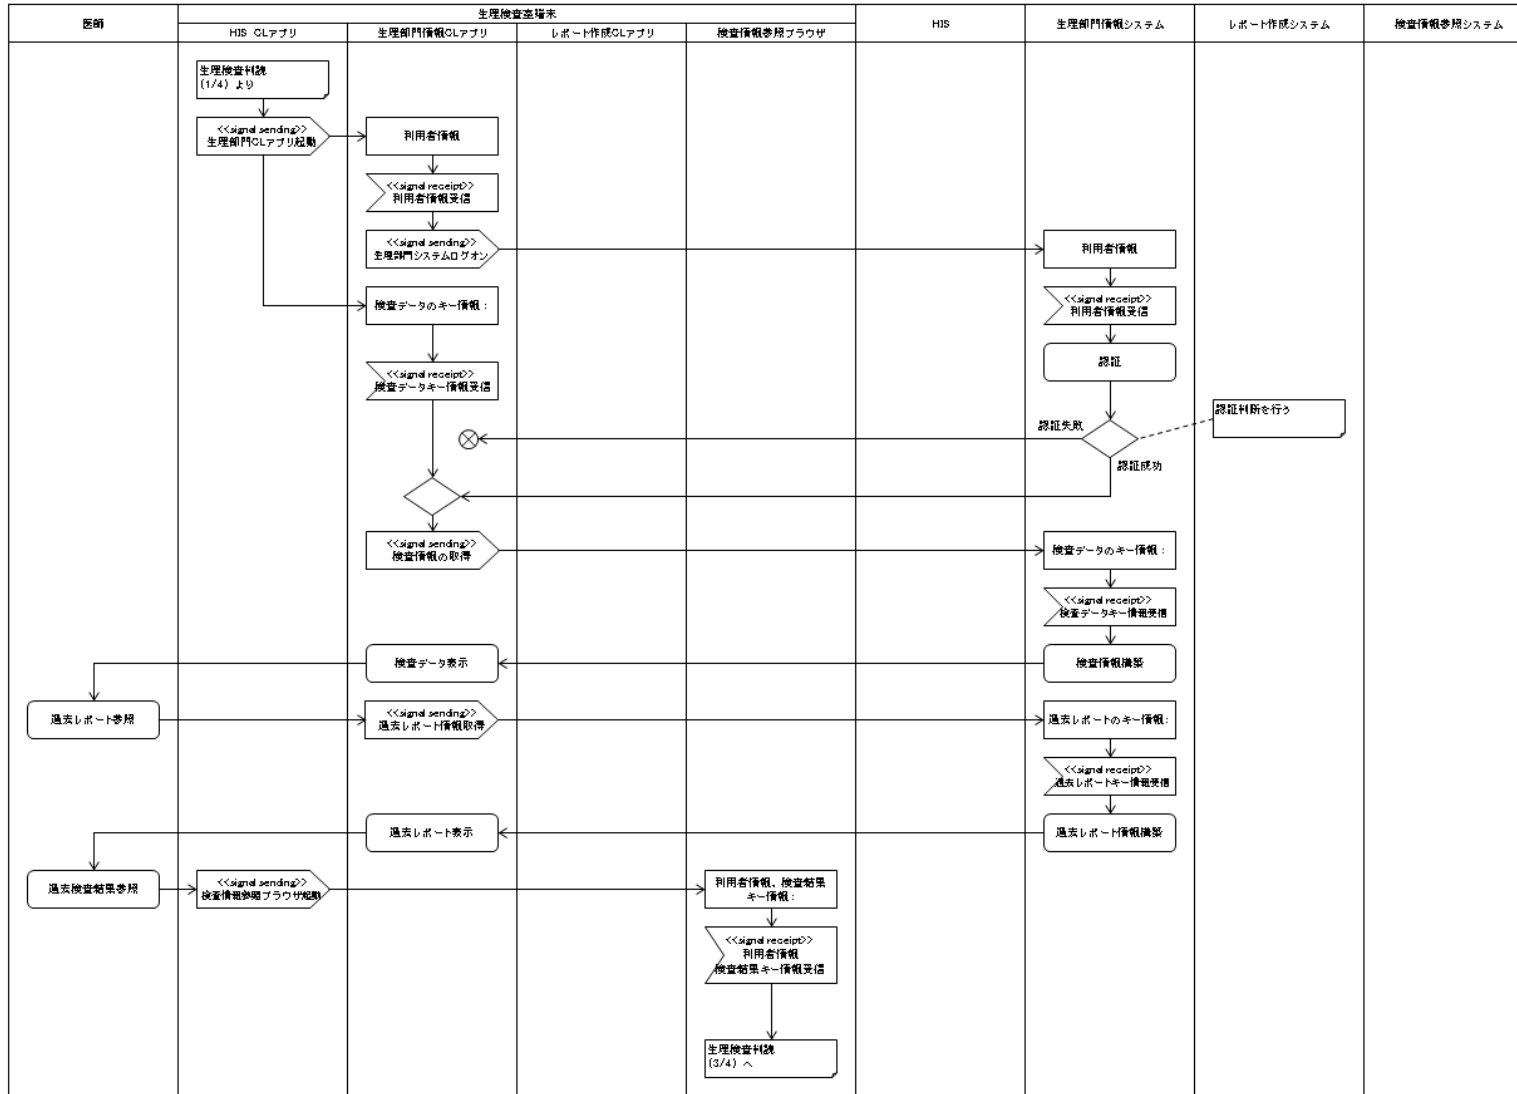 医師
生理検査室端末
HIS CLアプリ
生理部門情報CLアプリ
レポート作成CLアプリ
検査情報参照ブラウザ
HIS
生理部門情報システム
レポート作成システム
検査情報参照システム
生理検査判読
(1/4) より
<<signal sending>>
生理部門CLアプリ起動
利用者情報
<<signal receipt>>
利用者情報受信
<<signal sending>>
生理部門システムログオン
利用者情報
検査データのキー情報：
<<signal receipt>>
利用者情報受信
認証
<<signal receipt>>
検査データキー情報受信
認証判断を行う
認証失敗
認証成功
<<signal sending>>
検査情報の取得
検査データのキー情報：
<<signal receipt>>
検査データキー情報受信
検査データ表示
検査情報構築
過去レポート参照
<<signal sending>>
過去レポート情報取得
過去レポートのキー情報：
<<signal receipt>>
過去レポートキー情報受信
過去レポート表示
過去レポート情報構築
過去検査結果参照
<<signal sending>>
検査情報参照ブラウザ起動
利用者情報、検査結果
キー情報：
<<signal receipt>>
利用者情報
検査結果キー情報受信
生理検査判読
(3/4) へ